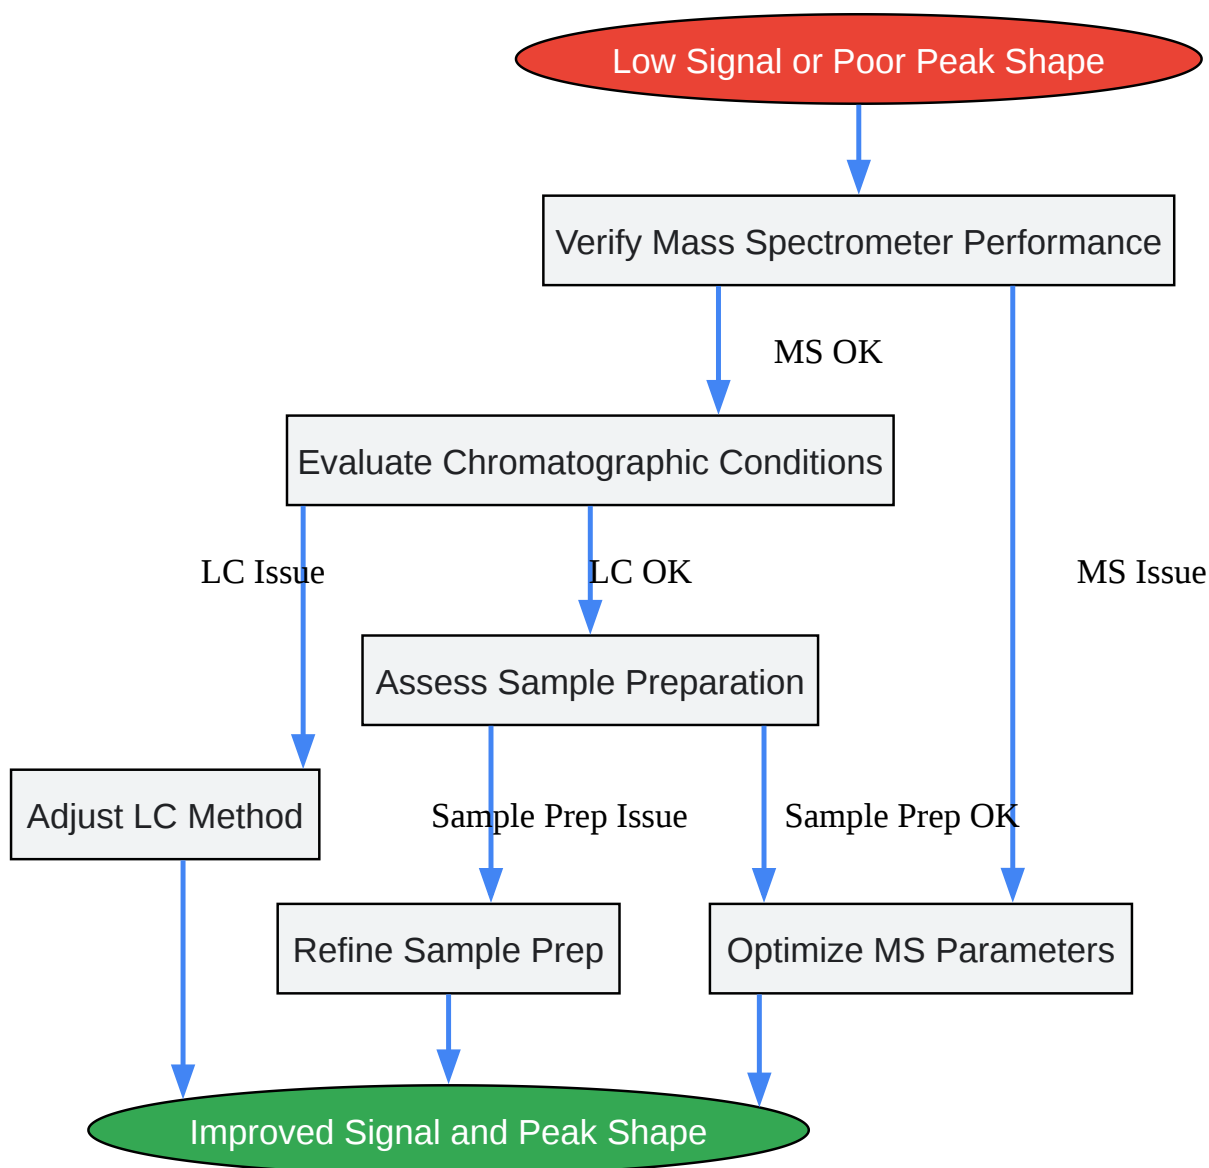 Low Signal or Poor Peak Shape
Verify Mass Spectrometer Performance
MS OK
Evaluate Chromatographic Conditions
LC Issue
LC OK
MS Issue
Assess Sample Preparation
Adjust LC Method
Sample Prep Issue
Sample Prep OK
Refine Sample Prep
Optimize MS Parameters
Improved Signal and Peak Shape